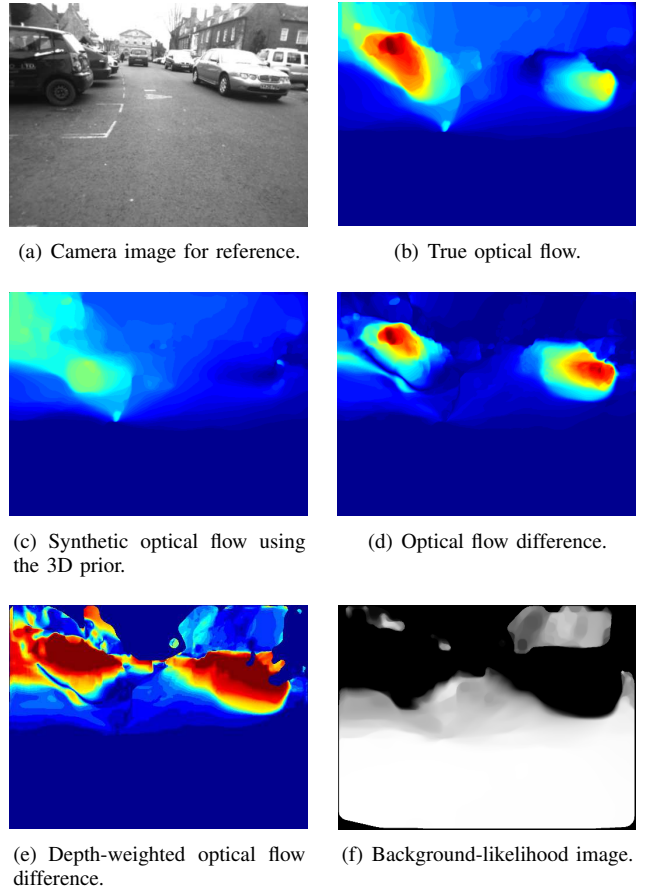 (a) Camera image for reference.
(b) True optical flow.
(c) Synthetic optical flow using
the 3D prior.
(d) Optical flow difference.
(e) Depth-weighted optical flow
difference.
(f) Background-likelihood image.